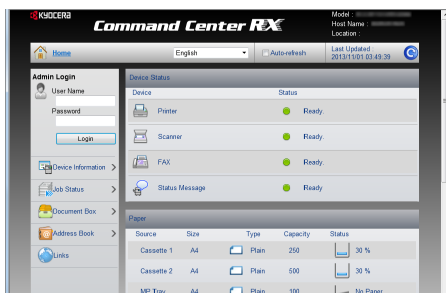 KYOCERA
Command Center RX
Model :
Host Name :
Location :
Home
English
Auto-refresh
Last Updated :
2013/11/01 03:49:39
Admin Login
User Name
Password
Login
Device Information
Job Status
Document Box
Address Book
Links
Device Status
Device Status
Printer Ready.
Scanner Ready.
FAX Ready.
Status Message Ready
Paper
Source Size Type Capacity Status
Cassette 1 A4 Plain 250 30 %
Cassette 2 A4 Plain 500 30 %
MP Tray A4 Plain 100 No Paper